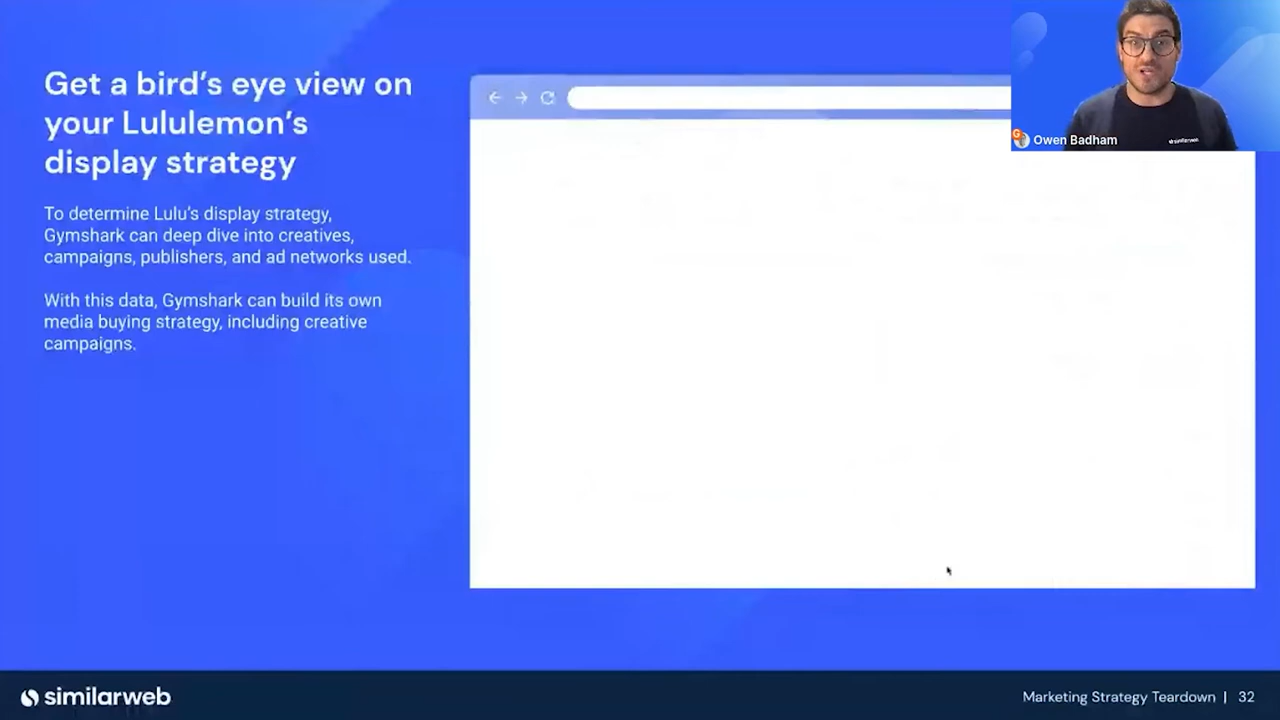 Get a bird's eye view on
your Lululemon's
display strategy
To determine Lulu's display strategy,
Gymshark can deep dive into creatives,
campaigns, publishers, and ad networks used.
With this data, Gymshark can build its own
media buying strategy, including creative
campaigns.
Owen Badham
similarweb
similarweb
Marketing Strategy Teardown | 32